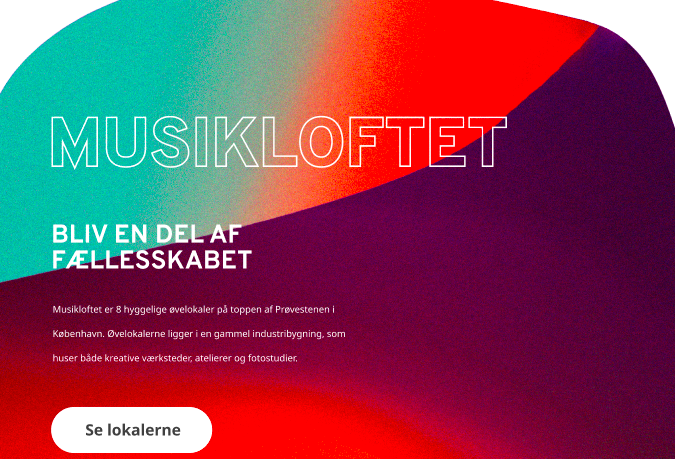 MUSIKLOFTET
BLIV EN DEL AF
FÆLLESSKABET
Musikloftet er 8 hyggelige øvelokaler på toppen af Prøvestenen i
København. Øvelokalerne ligger i en gammel industribygning, som
huser både kreative værksteder, atelierer og fotostudier.
Se lokalerne